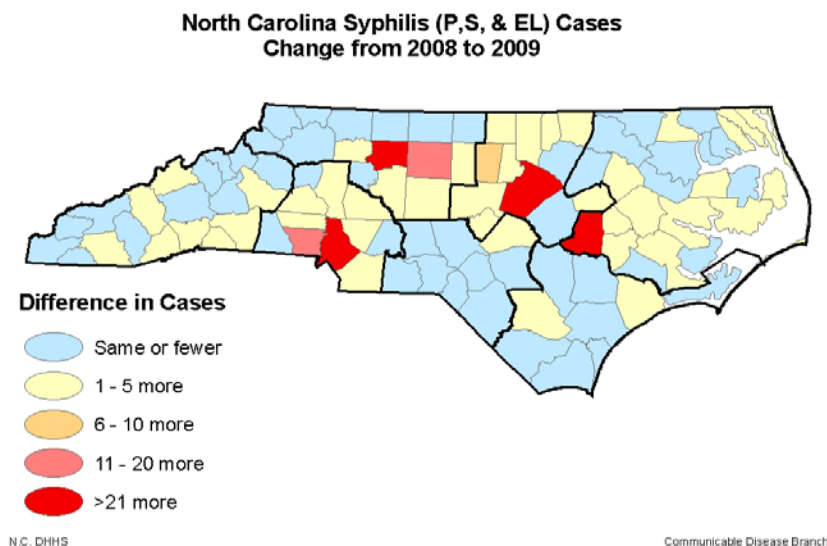 North Carolina Syphilis (P,S, & EL) Cases
Change from 2008 to 2009
Difference in Cases
Same or fewer
1 - 5 more
6 - 10 more
11 - 20 more
>21 more
N.C. DHHS
Communicable Disease Branch